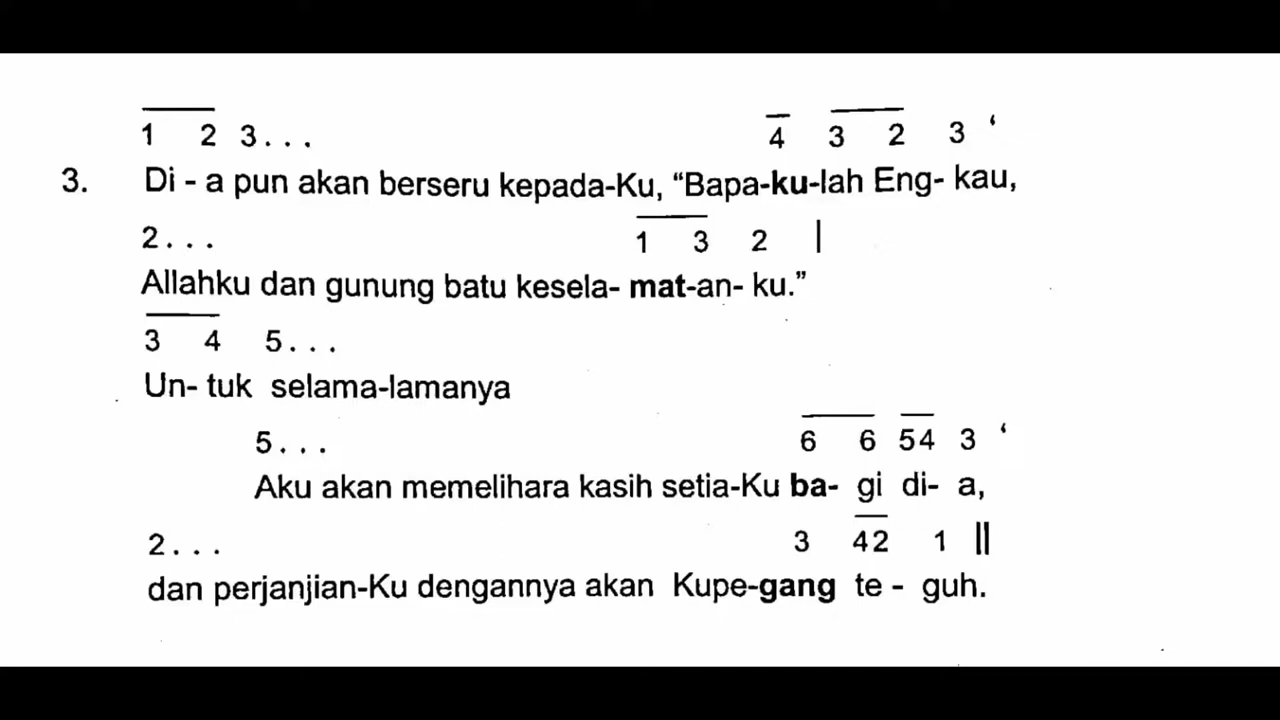 1 2 3... 4 3 2 3 ‘
3. Di - a pun akan berseru kepada-Ku, “Bapa-ku-lah Eng- kau,
2... 1 3 2 |
Allahku dan gunung batu kesela- mat-an- ku.”
3 4 5...
Un- tuk selama-lamanya
5... 6 6 54 3 ‘
Aku akan memelihara kasih setia-Ku ba- gi di- a,
2... 3 42 1 ||
dan perjanjian-Ku dengannya akan Kupe-gang te - guh.